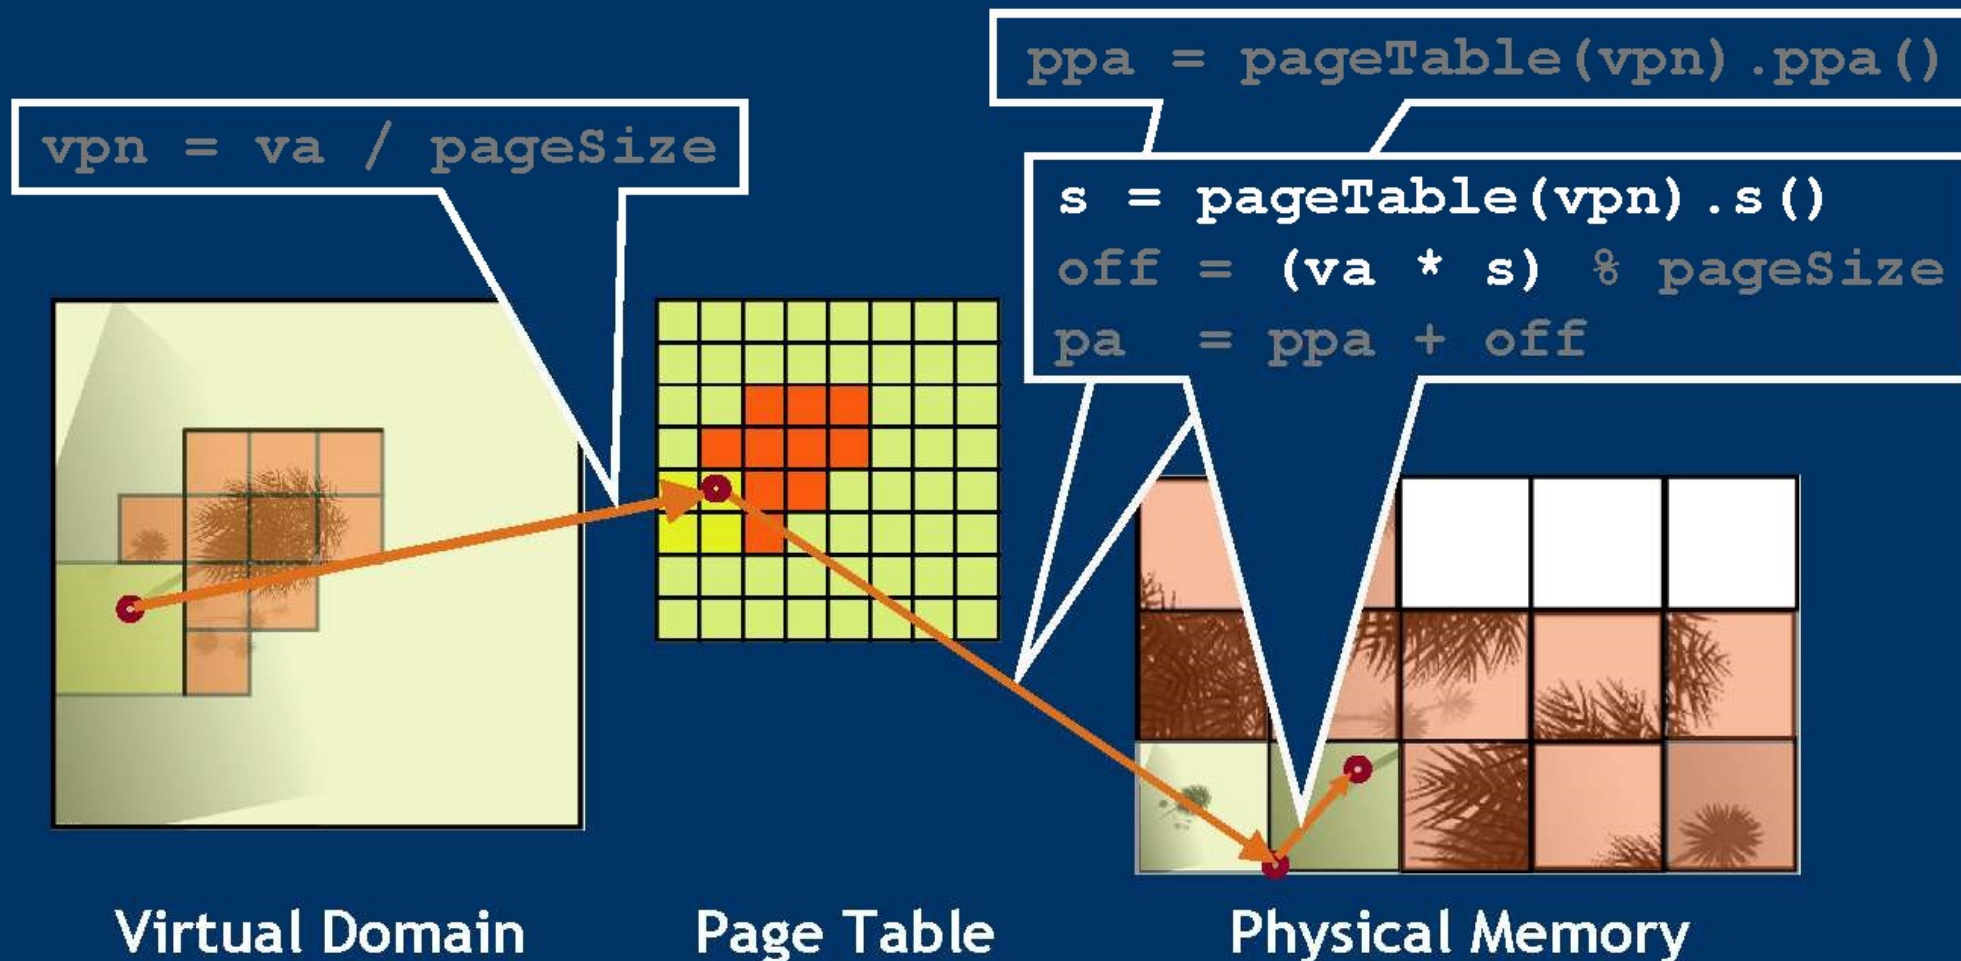 ppa = pageTable(vpn).ppa()
vpn = va / pageSize
s = pageTable(vpn).s()
off = (va * s) % pageSize
pa = ppa + off
Virtual Domain
Page Table
Physical Memory